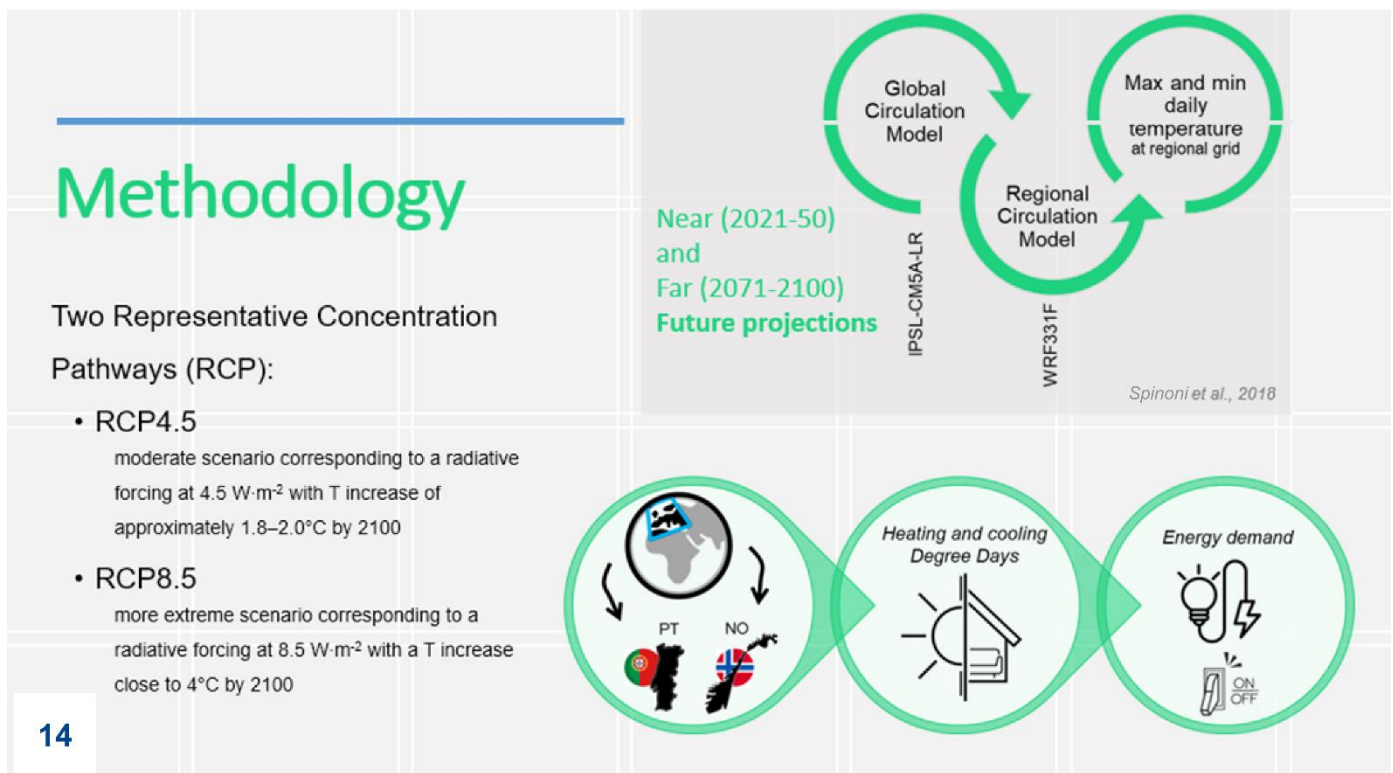 Methodology
Two Representative Concentration
Pathways (RCP):
• RCP4.5
moderate scenario corresponding to a radiative
forcing at 4.5 W·m⁻² with T increase of
approximately 1.8–2.0°C by 2100
• RCP8.5
more extreme scenario corresponding to a
radiative forcing at 8.5 W·m⁻² with a T increase
close to 4°C by 2100
14
Near (2021-50)
and
Far (2071-2100)
Future projections
Global
Circulation
Model
IPSL-CM5A-LR
Regional
Circulation
Model
WRF331F
Max and min
daily
temperature
at regional grid
Spinoni et al., 2018
PT
NO
Heating and cooling
Degree Days
Energy demand
ON
OFF